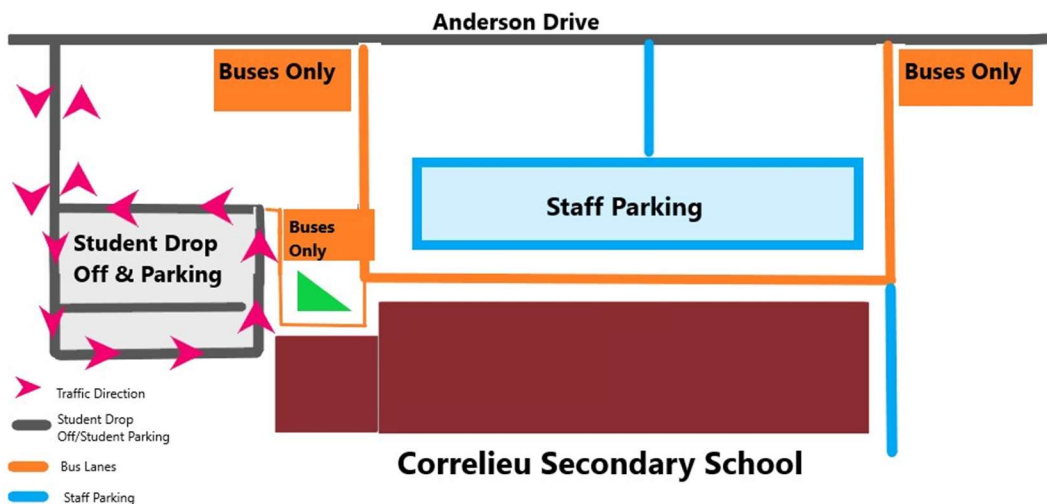 Anderson Drive
Buses Only
Buses Only
Staff Parking
Buses
Only
Student Drop
Off & Parking
Traffic Direction
Student Drop
Off/Student Parking
Bus Lanes
Staff Parking
Correlieu Secondary School